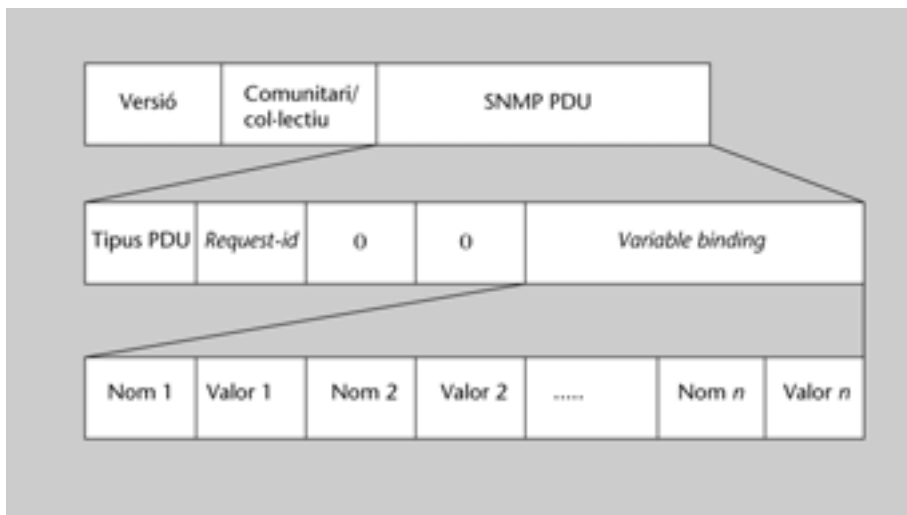 Versió
Comunitari/
col·lectiu
SNMP PDU
Tipus PDU
Request-id
0
0
Variable binding
Nom 1
Valor 1
Nom 2
Valor 2
.....
Nom n
Valor n